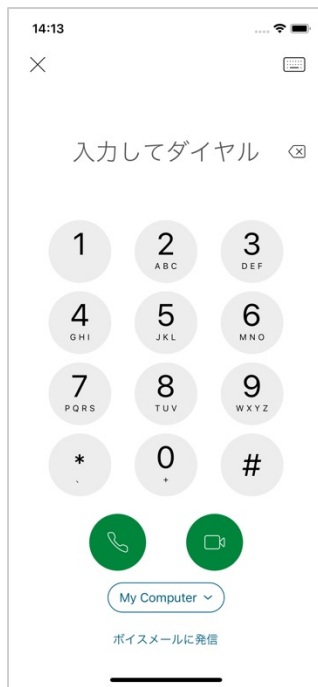 14:13
入力してダイヤル
1 2 3
ABC DEF
4 5 6
GHI JKL MNO
7 8 9
PQRS TUV WXYZ
* 0 #
、 +
My Computer
ボイスメールに発信